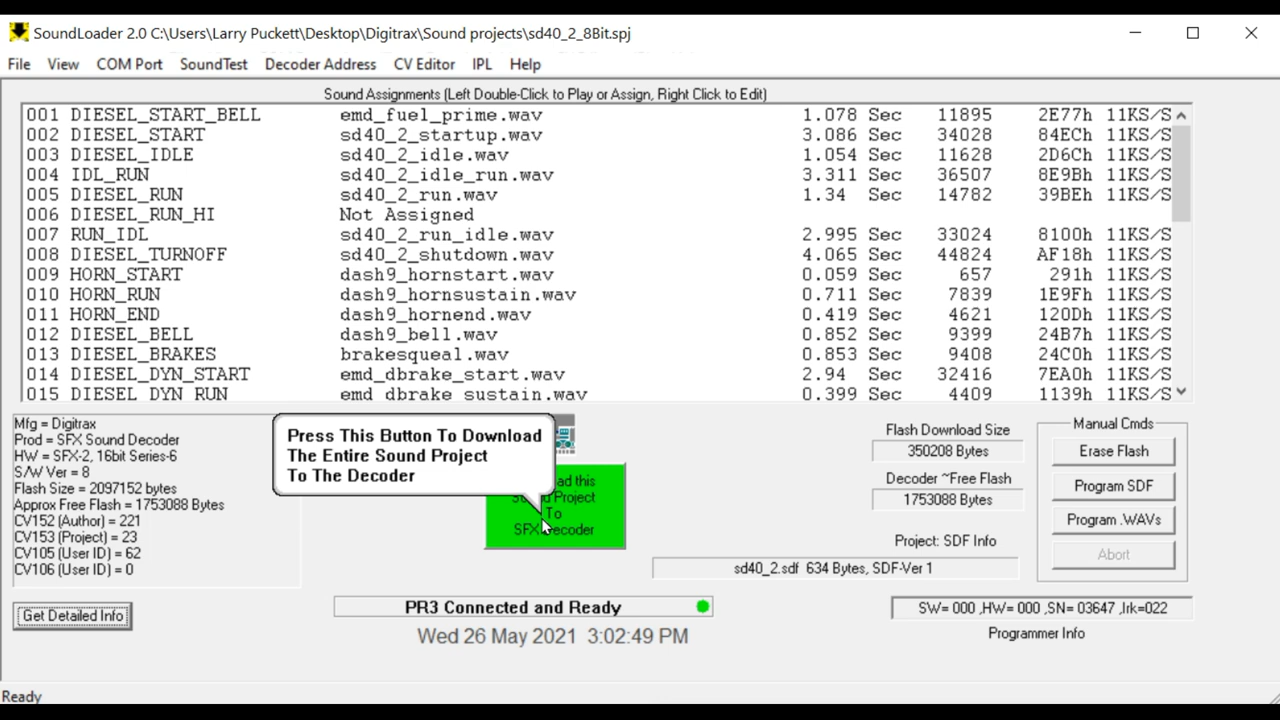 SoundLoader 2.0 C:\Users\Larry Puckett\Desktop\Digitrax\Sound projects\sd40_2_8Bit.spj
File View COM Port SoundTest Decoder Address CV Editor IPL Help
Sound Assignments (Left Double-Click to Play or Assign, Right Click to Edit)
001 DIESEL_START_BELL emd_fuel_prime.wav 1.078 Sec 11895 2E77h 11KS/S
002 DIESEL_START sd40_2_startup.wav 3.086 Sec 34028 84ECh 11KS/S
003 DIESEL_IDLE sd40_2_idle.wav 1.054 Sec 11628 2D6Ch 11KS/S
004 IDL_RUN sd40_2_idle_run.wav 3.311 Sec 36507 8E9Bh 11KS/S
005 DIESEL_RUN sd40_2_run.wav 1.34 Sec 14782 39BEh 11KS/S
006 DIESEL_RUN_HI Not Assigned
007 RUN_IDL sd40_2_run_idle.wav 2.995 Sec 33024 8100h 11KS/S
008 DIESEL_TURNOFF sd40_2_shutdown.wav 4.065 Sec 44824 AF18h 11KS/S
009 HORN_START dash9_hornstart.wav 0.059 Sec 657 291h 11KS/S
010 HORN_RUN dash9_hornsustain.wav 0.711 Sec 7839 1E9Fh 11KS/S
011 HORN_END dash9_hornend.wav 0.419 Sec 4621 120Dh 11KS/S
012 DIESEL_BELL dash9_bell.wav 0.852 Sec 9399 24B7h 11KS/S
013 DIESEL_BRAKES brakesqueal.wav 0.853 Sec 9408 24C0h 11KS/S
014 DIESEL_DYN_START emd_dbrake_start.wav 2.94 Sec 32416 7EA0h 11KS/S
015 DIESEL DYN RUN emd dbrake sustain.wav 0.399 Sec 4409 1139h 11KS/S
Mfg = Digitrax
Prod = SFX Sound Decoder
HW = SFX-2, 16bit Series-6
S/W Ver = 8
Flash Size = 2097152 bytes
Approx Free Flash = 1753088 Bytes
CV152 (Author) = 221
CV153 (Project) = 23
CV105 (User ID) = 62
CV106 (User ID) = 0
Get Detailed Info
Press This Button To Download
The Entire Sound Project
To The Decoder
this
Project
To
SFX Decoder
PR3 Connected and Ready
Wed 26 May 2021 3:02:49 PM
Flash Download Size
350208 Bytes
Decoder ~Free Flash
1753088 Bytes
Project: SDF Info
sd40_2.sdf 634 Bytes, SDF-Ver 1
Manual Cmds
Erase Flash
Program SDF
Program .WAVs
Abort
SW= 000 ,HW= 000 ,SN= 03647 ,lrk=022
Programmer Info
Ready